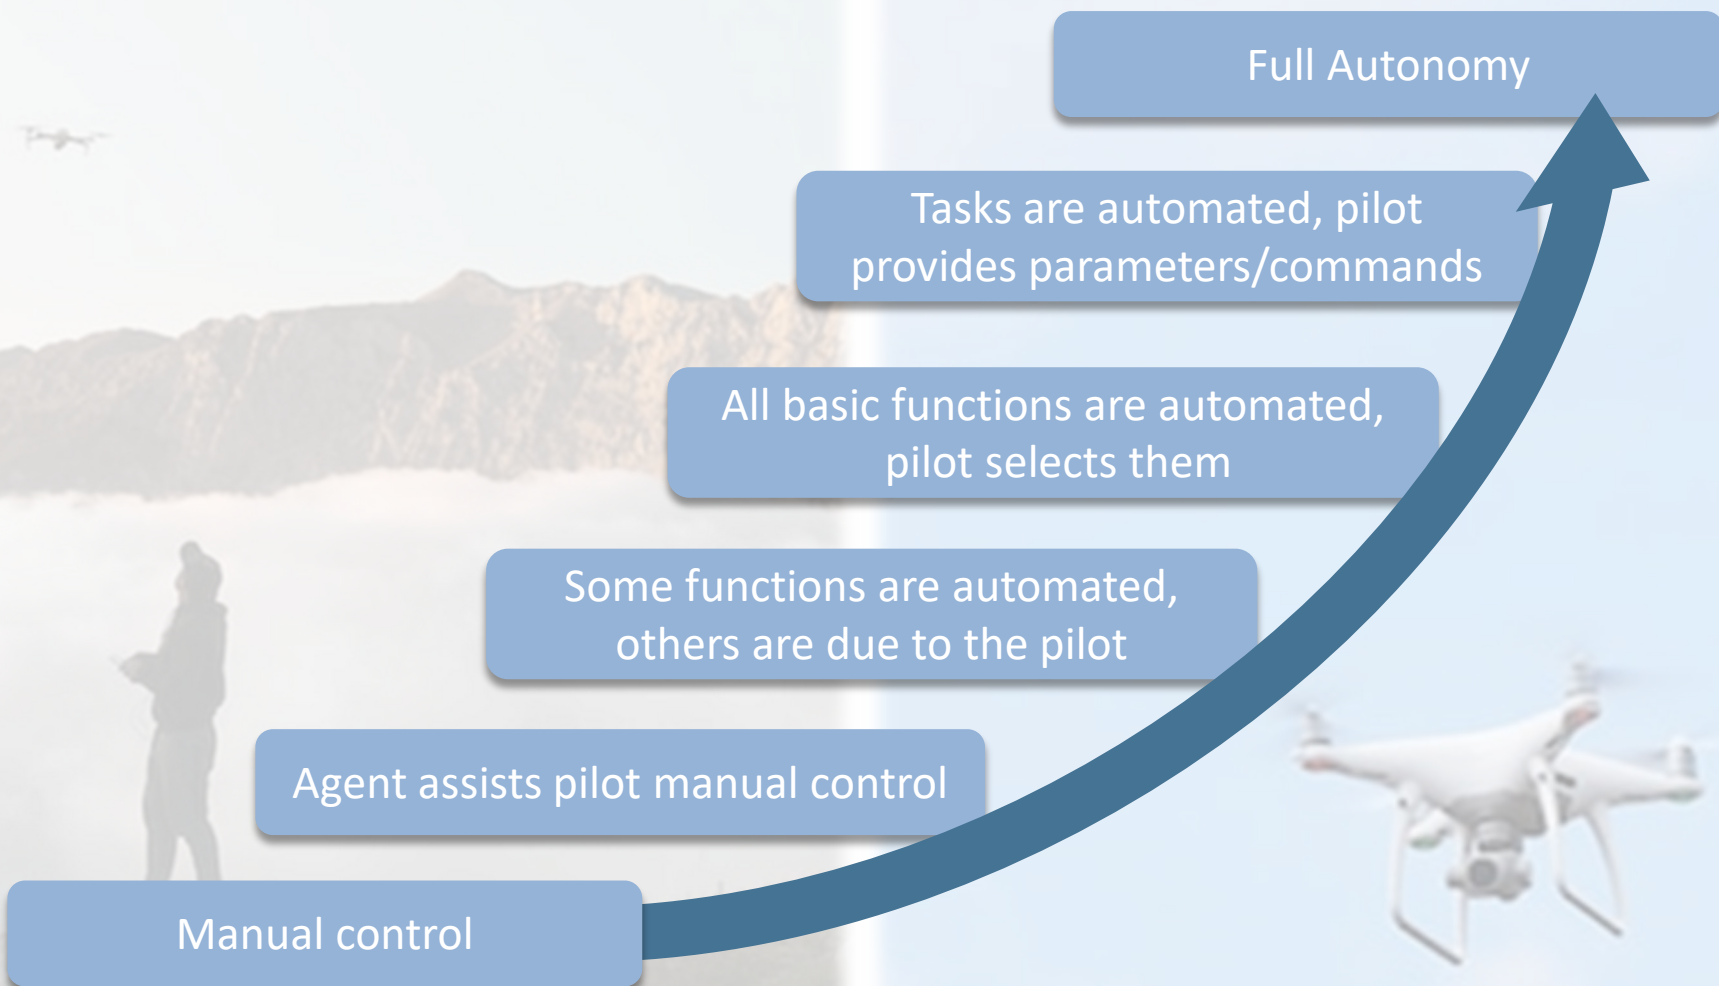 Full Autonomy
Tasks are automated, pilot
provides parameters/commands
All basic functions are automated,
pilot selects them
Some functions are automated,
others are due to the pilot
Agent assists pilot manual control
Manual control